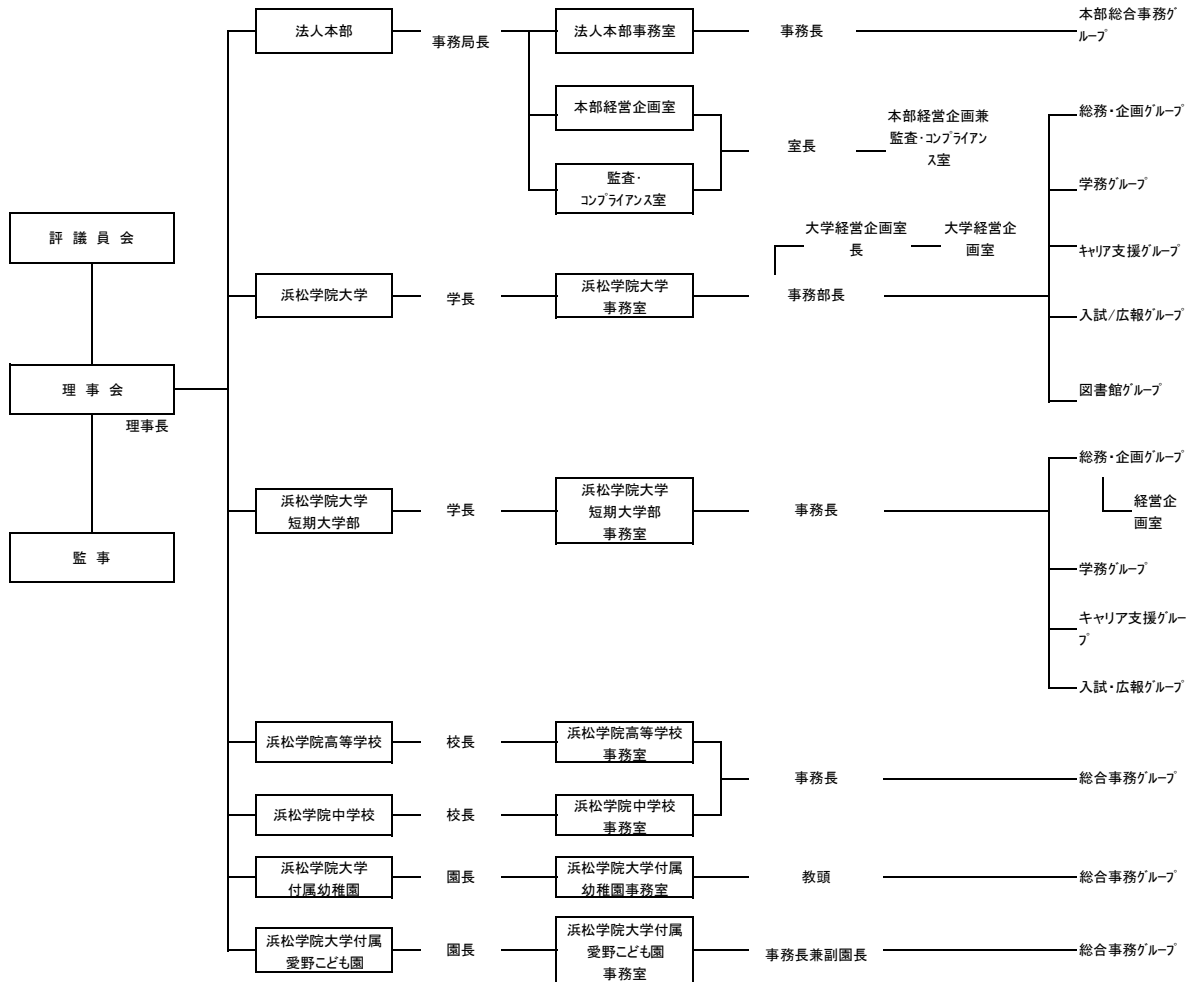 法人本部
事務局長
法人本部事務室
事務長
本部総合事務ｸﾞ
ﾙｰﾌﾟ
本部経営企画室
監査・
ｺﾝﾌﾟﾗｲｱﾝｽ室
室長
本部経営企画兼
監査・ｺﾝﾌﾟﾗｲｱﾝ
ｽ室
総務・企画ｸﾞﾙｰﾌﾟ
学務ｸﾞﾙｰﾌﾟ
ｷｬﾘｱ支援ｸﾞﾙｰﾌﾟ
入試/広報ｸﾞﾙｰﾌﾟ
図書館ｸﾞﾙｰﾌﾟ
大学経営企画室
長
大学経営企
画室
評 議 員 会
浜松学院大学
学長
浜松学院大学
事務室
事務部長
理 事 会
理事長
監 事
浜松学院大学
短期大学部
学長
浜松学院大学
短期大学部
事務室
事務長
総務・企画ｸﾞﾙｰﾌﾟ
経営企
画室
学務ｸﾞﾙｰﾌﾟ
キャリア支援ｸﾞﾙｰ
ﾌﾟ
入試・広報ｸﾞﾙｰﾌﾟ
浜松学院高等学校
校長
浜松学院高等学校
事務室
事務長
総合事務ｸﾞﾙｰﾌﾟ
浜松学院中学校
校長
浜松学院中学校
事務室
浜松学院大学
付属幼稚園
園長
浜松学院大学付属
幼稚園事務室
教頭
総合事務ｸﾞﾙｰﾌﾟ
浜松学院大学付属
愛野こども園
園長
浜松学院大学付属
愛野こども園
事務室
事務長兼副園長
総合事務ｸﾞﾙｰﾌﾟ